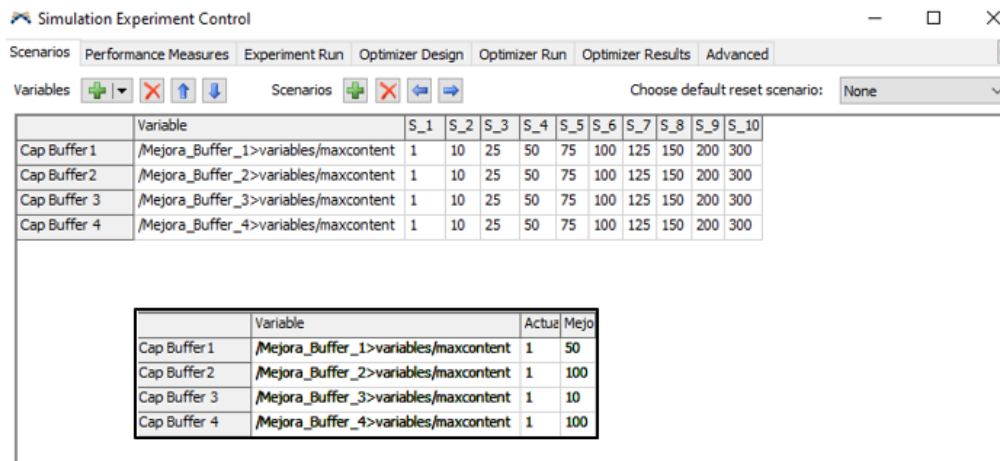 Simulation Experiment Control
Scenarios Performance Measures Experiment Run Optimizer Design Optimizer Run Optimizer Results Advanced
Variables Scenarios Choose default reset scenario: None
Variable S_1 S_2 S_3 S_4 S_5 S_6 S_7 S_8 S_9 S_10
Cap Buffer1 /Mejora_Buffer_1>variables/maxcontent 1 10 25 50 75 100 125 150 200 300
Cap Buffer2 /Mejora_Buffer_2>variables/maxcontent 1 10 25 50 75 100 125 150 200 300
Cap Buffer 3 /Mejora_Buffer_3>variables/maxcontent 1 10 25 50 75 100 125 150 200 300
Cap Buffer 4 /Mejora_Buffer_4>variables/maxcontent 1 10 25 50 75 100 125 150 200 300
Variable Actua Mejo
Cap Buffer1 /Mejora_Buffer_1>variables/maxcontent 1 50
Cap Buffer2 /Mejora_Buffer_2>variables/maxcontent 1 100
Cap Buffer 3 /Mejora_Buffer_3>variables/maxcontent 1 10
Cap Buffer 4 /Mejora_Buffer_4>variables/maxcontent 1 100